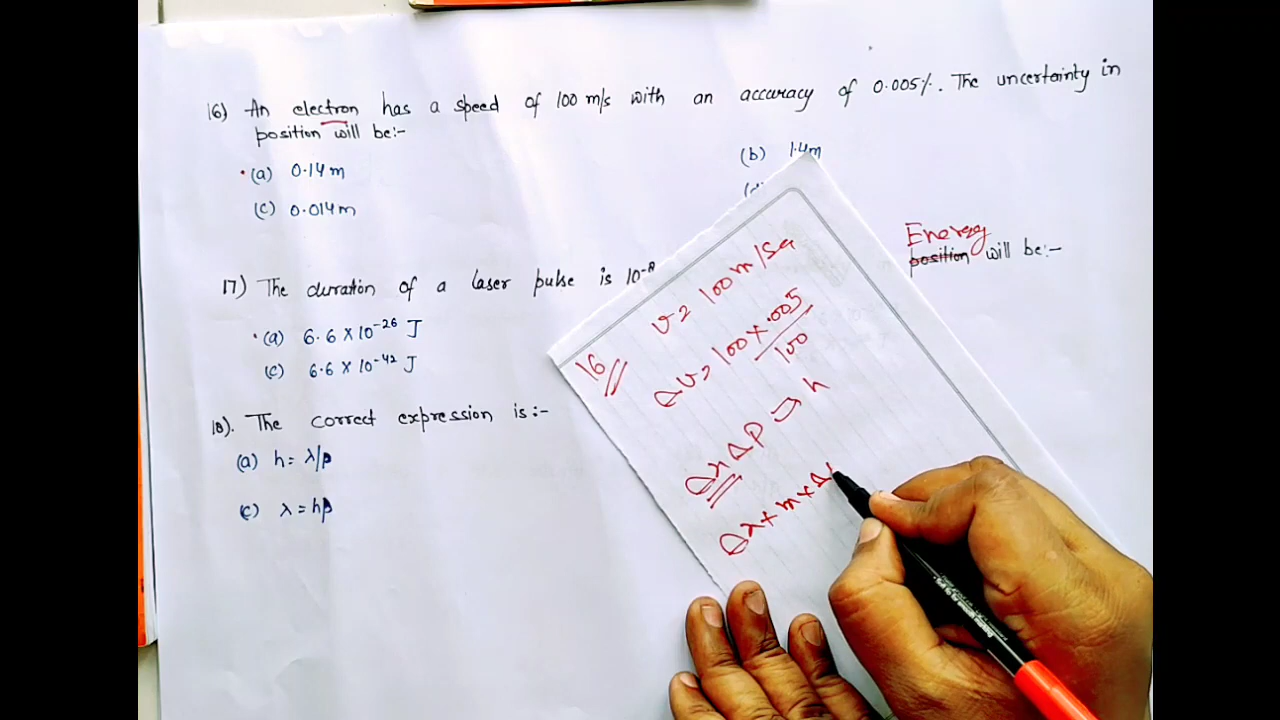 16) An electron has a speed of 100 m/s with an accuracy of 0.005%. The uncertainty in
position will be:-
(a) 0.14 m
(b) 1.4m
(c) 0.014m
(d)
17) The duration of a laser pulse is 10⁻⁸
Energy
position will be:-
(a) 6.6 X 10⁻²⁶ J
(c) 6.6 X 10⁻⁴² J
18). The correct expression is:-
(a) h = λ/p
(c) λ = hp
16
v = 100 m/Se
Δv = 100 × .005
100
Δx Δp = h
Δx × m × Δ